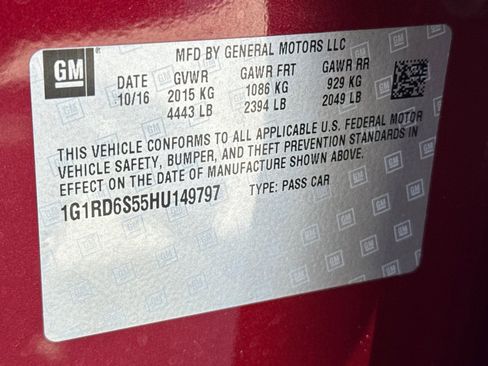 GM
MFD BY GENERAL MOTORS LLC
DATE GVWR GAWR FRT GAWR RR
10/16 2015 KG 1086 KG 929 KG
4443 LB 2394 LB 2049 LB
THIS VEHICLE CONFORMS TO ALL APPLICABLE U.S. FEDERAL MOTOR
VEHICLE SAFETY, BUMPER, AND THEFT PREVENTION STANDARDS IN
EFFECT ON THE DATE OF MANUFACTURE SHOWN ABOVE.
1G1RD6S55HU149797 TYPE: PASS CAR